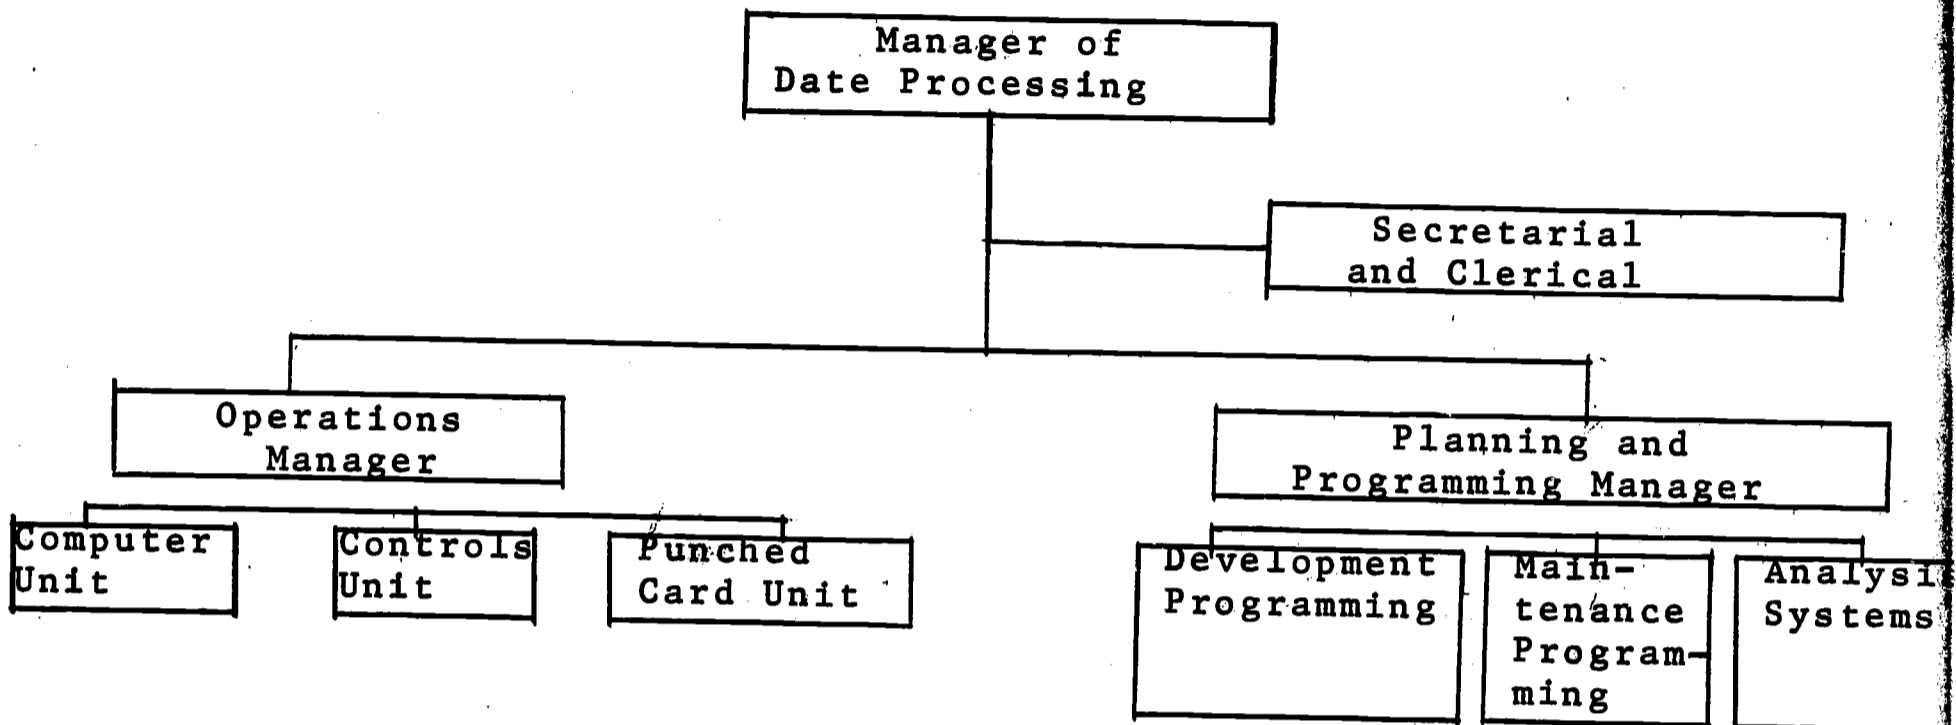 Manager of
Date Processing
Secretarial
and Clerical
Operations
Manager
Planning and
Programming Manager
Computer
Unit
Controls
Unit
Punched
Card Unit
Development
Programming
Main-
tenance
Program-
ming
Analysi
Systems